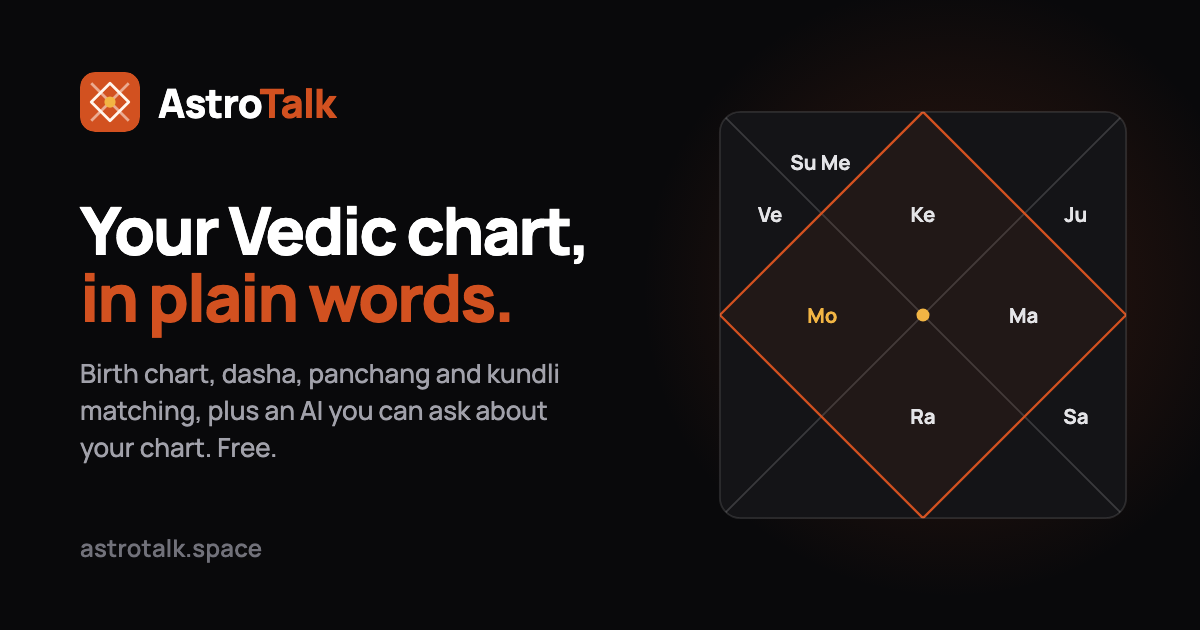 AstroTalk
Your Vedic chart,
in plain words.
Birth chart, dasha, panchang and kundli
matching, plus an AI you can ask about
your chart. Free.
astrotalk.space
Su Me
Ve
Ke
Ju
Mo
Ma
Ra
Sa